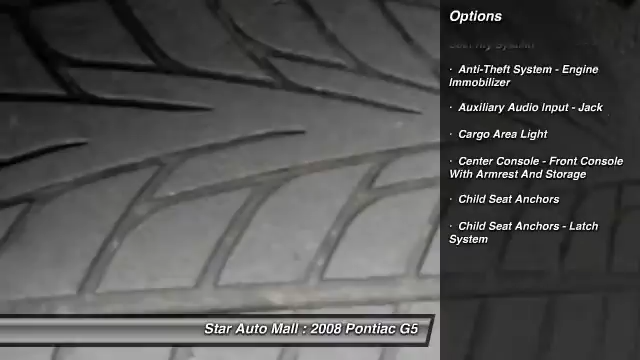 Options
· Anti-Theft System - Engine
Immobilizer
· Auxiliary Audio Input - Jack
· Cargo Area Light
· Center Console - Front Console
With Armrest And Storage
· Child Seat Anchors
· Child Seat Anchors - Latch
System
Star Auto Mall : 2008 Pontiac G5